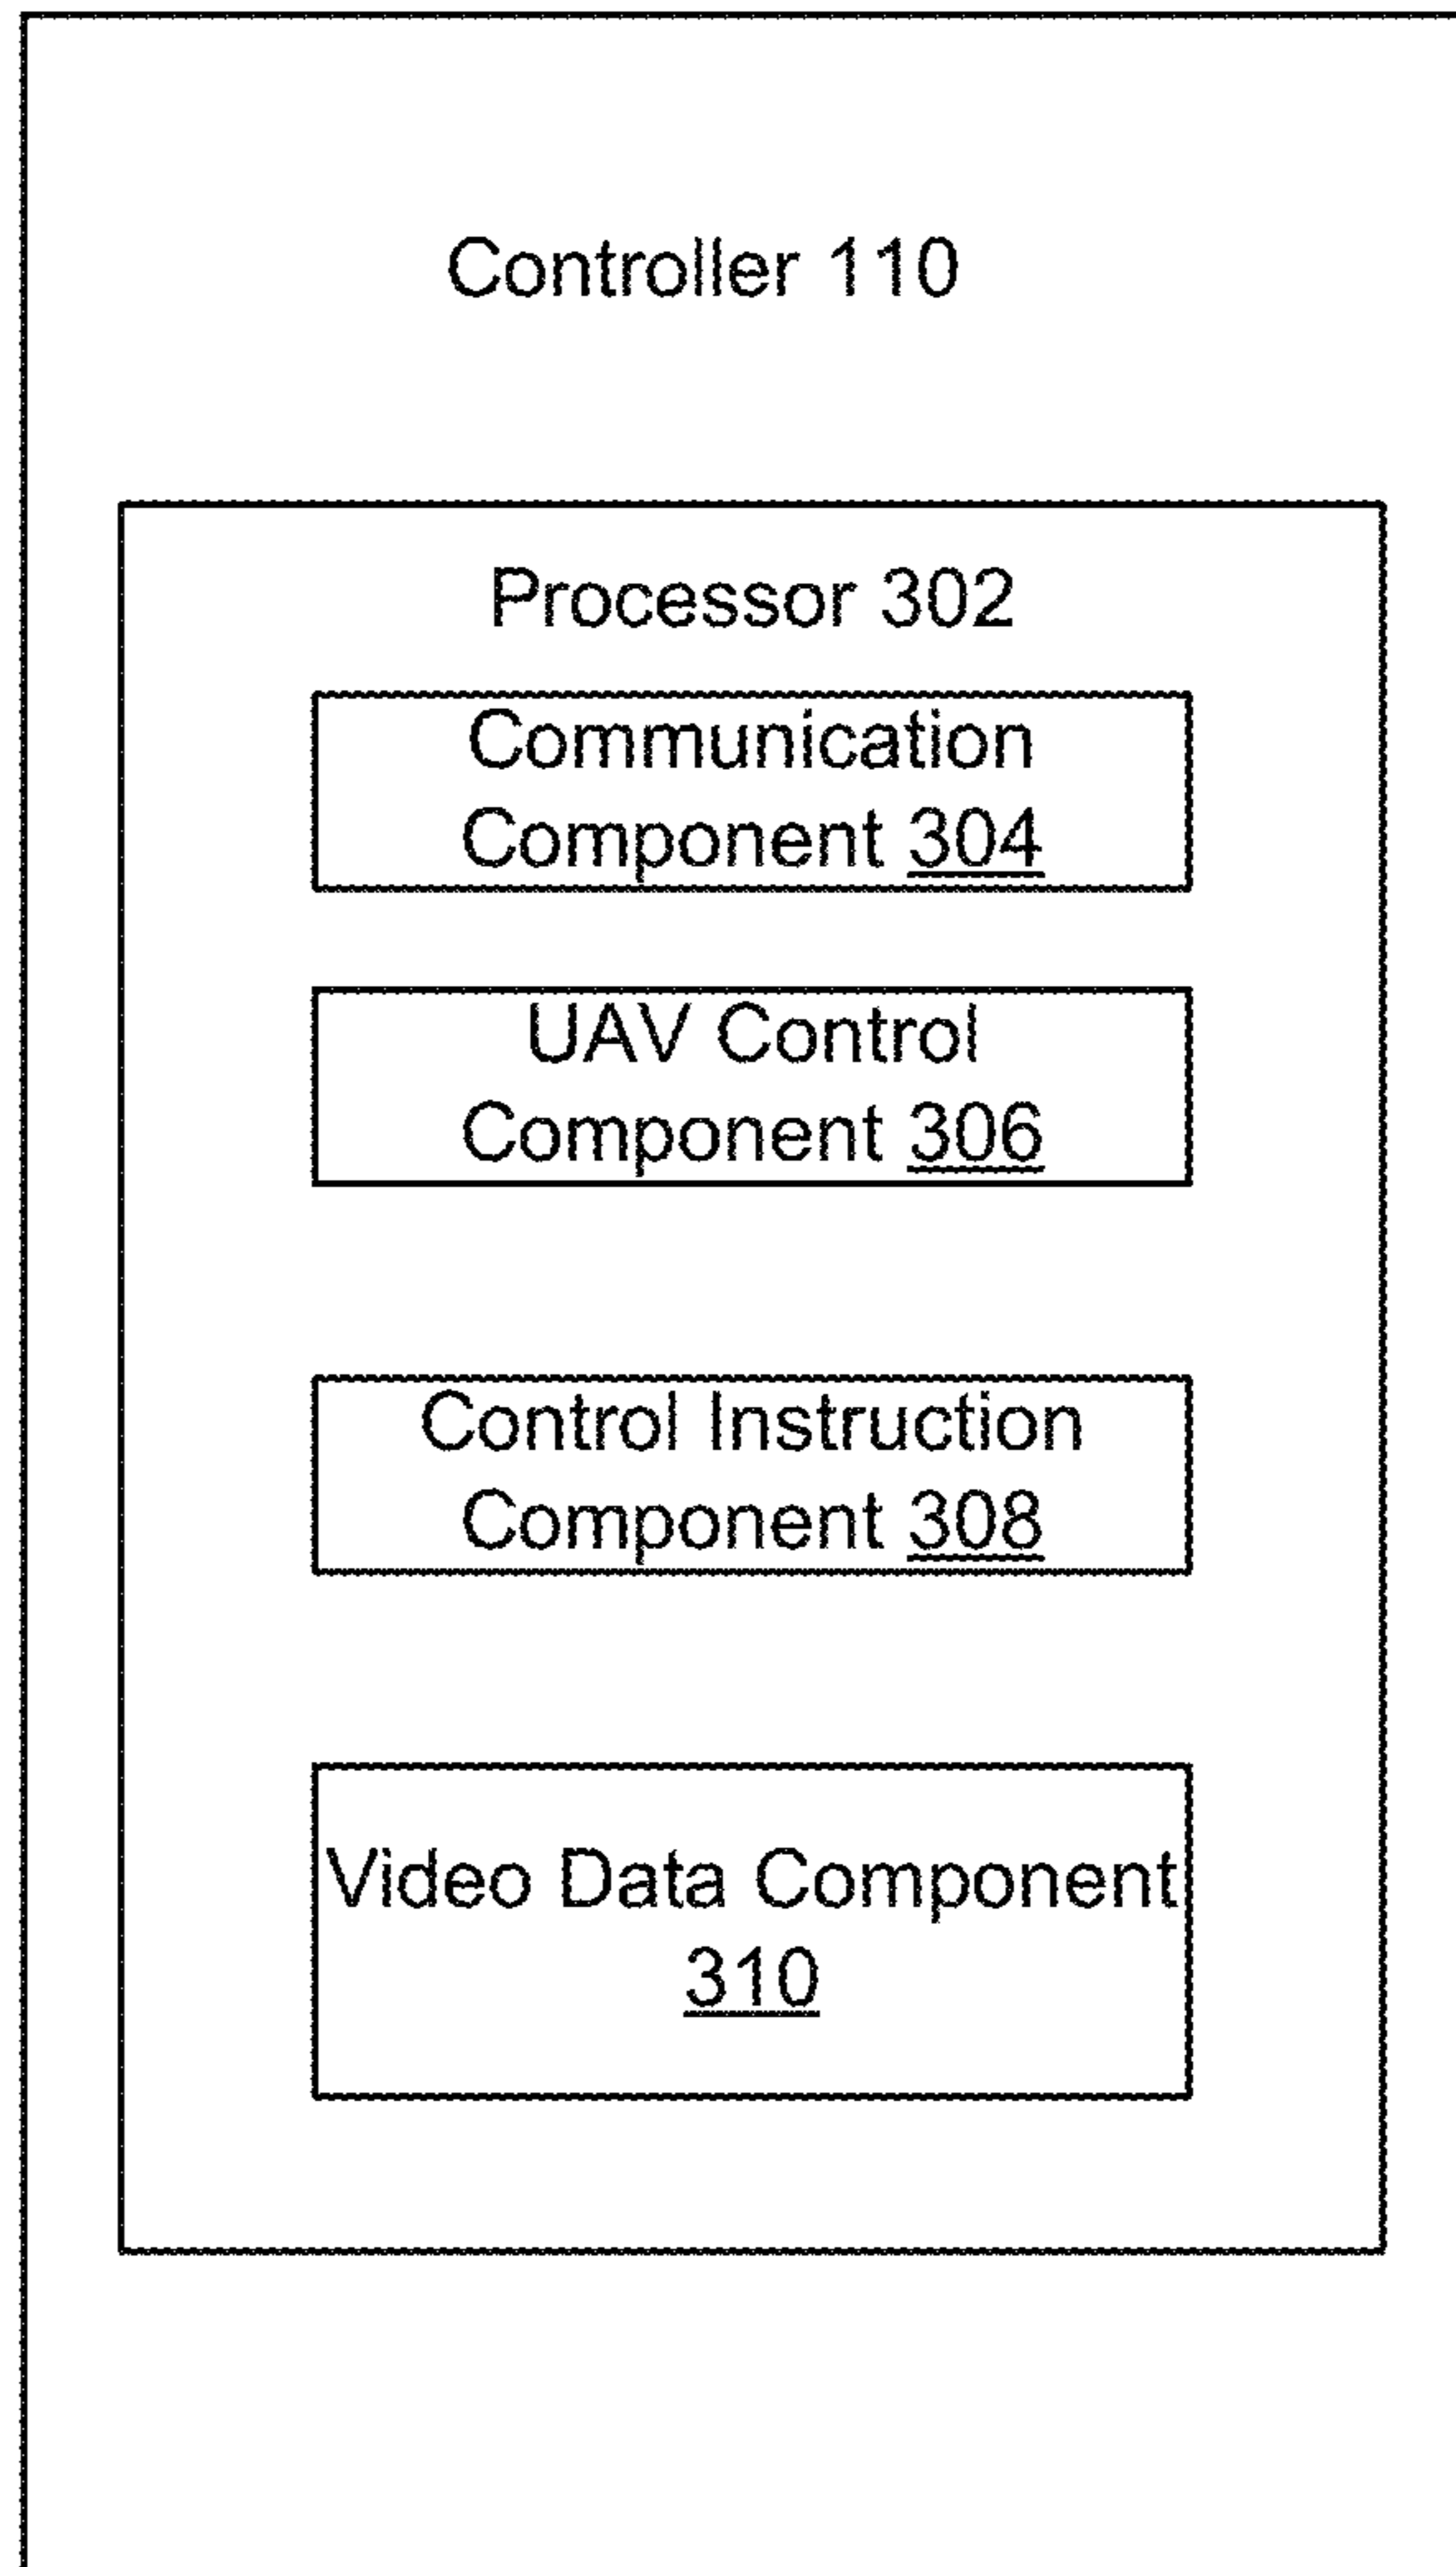 Controller 110
Processor 302
Communication
Component 304
UAV Control
Component 306
Control Instruction
Component 308
Video Data Component
310